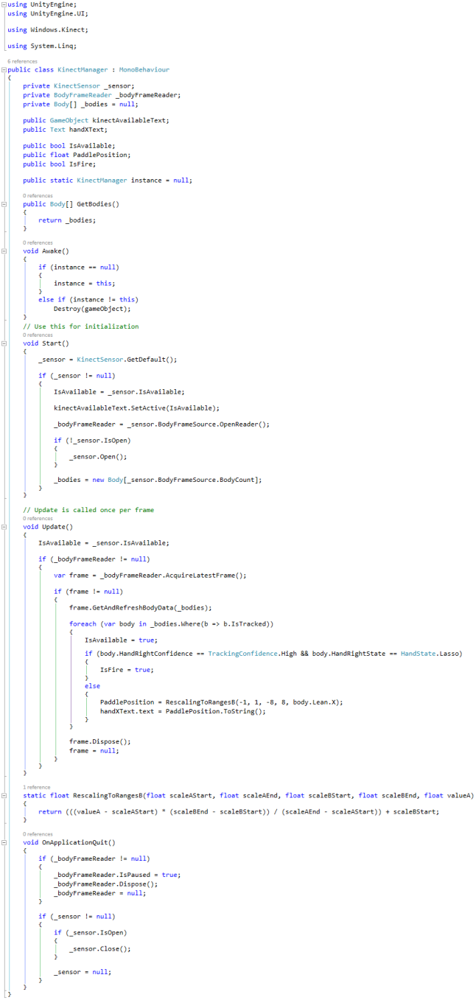 using UnityEngine;
using UnityEngine.UI;
using Windows.Kinect;
using System.Linq;
6 references
public class KinectManager : MonoBehaviour
{
private KinectSensor _sensor;
private BodyFrameReader _bodyFrameReader;
private Body[] _bodies = null;
public GameObject kinectAvailableText;
public Text handXText;
public bool IsAvailable;
public float PaddlePosition;
public bool IsFire;
public static KinectManager instance = null;
0 references
public Body[] GetBodies()
{
return _bodies;
}
0 references
void Awake()
{
if (instance == null)
{
instance = this;
}
else if (instance != this)
Destroy(gameObject);
}
// Use this for initialization
0 references
void Start()
{
_sensor = KinectSensor.GetDefault();
if (_sensor != null)
{
IsAvailable = _sensor.IsAvailable;
kinectAvailableText.SetActive(IsAvailable);
_bodyFrameReader = _sensor.BodyFrameSource.OpenReader();
if (!_sensor.IsOpen)
{
_sensor.Open();
}
_bodies = new Body[_sensor.BodyFrameSource.BodyCount];
}
}
// Update is called once per frame
0 references
void Update()
{
IsAvailable = _sensor.IsAvailable;
if (_bodyFrameReader != null)
{
var frame = _bodyFrameReader.AcquireLatestFrame();
if (frame != null)
{
frame.GetAndRefreshBodyData(_bodies);
foreach (var body in _bodies.Where(b => b.IsTracked))
{
IsAvailable = true;
if (body.HandRightConfidence == TrackingConfidence.High && body.HandRightState == HandState.Lasso)
{
IsFire = true;
}
else
{
PaddlePosition = RescalingToRangesB(-1, 1, -8, 8, body.Lean.X);
handXText.text = PaddlePosition.ToString();
}
}
frame.Dispose();
frame = null;
}
}
}
1 reference
static float RescalingToRangesB(float scaleAStart, float scaleAEnd, float scaleBStart, float scaleBEnd, float valueA)
{
return (((valueA - scaleAStart) * (scaleBEnd - scaleBStart)) / (scaleAEnd - scaleAStart)) + scaleBStart;
}
0 references
void OnApplicationQuit()
{
if (_bodyFrameReader != null)
{
_bodyFrameReader.IsPaused = true;
_bodyFrameReader.Dispose();
_bodyFrameReader = null;
}
if (_sensor != null)
{
if (_sensor.IsOpen)
{
_sensor.Close();
}
_sensor = null;
}
}
}